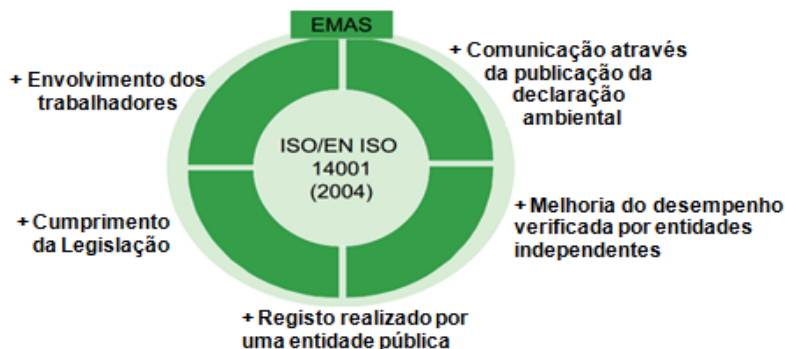 EMAS
+ Envolvimento dos
trabalhadores
+ Comunicação através
da publicação da
declaração
ambiental
ISO/EN ISO
14001
(2004)
+ Cumprimento
da Legislação
+ Melhoria do desempenho
verificada por entidades
independentes
+ Registo realizado por
uma entidade pública